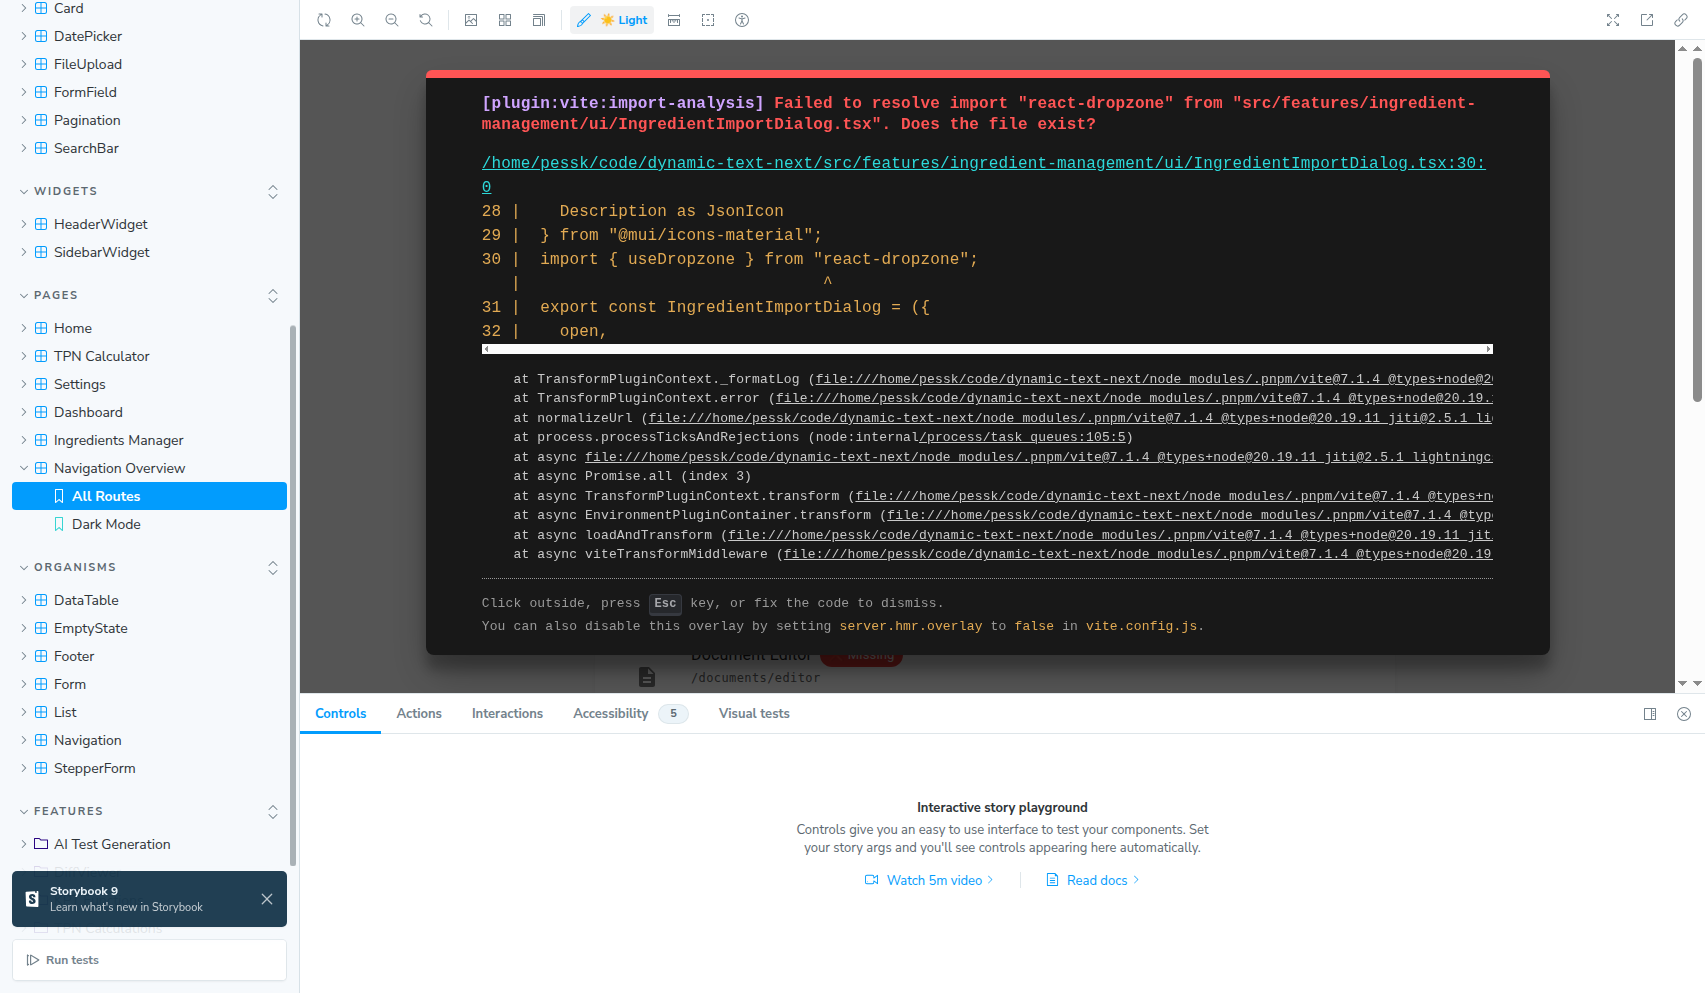 Card
DatePicker
FileUpload
FormField
Pagination
SearchBar
WIDGETS
HeaderWidget
SidebarWidget
PAGES
Home
TPN Calculator
Settings
Dashboard
Ingredients Manager
Navigation Overview
All Routes
Dark Mode
ORGANISMS
DataTable
EmptyState
Footer
Form
List
Navigation
StepperForm
FEATURES
AI Test Generation
Storybook 9
Learn what's new in Storybook
TPN Calculations
Run tests
Light
[plugin:vite:import-analysis] Failed to resolve import "react-dropzone" from "src/features/ingredient-
management/ui/IngredientImportDialog.tsx". Does the file exist?
/home/pessk/code/dynamic-text-next/src/features/ingredient-management/ui/IngredientImportDialog.tsx:30:
0
28 |    Description as JsonIcon
29 |  } from "@mui/icons-material";
30 |  import { useDropzone } from "react-dropzone";
   |                               ^
31 |  export const IngredientImportDialog = ({
32 |    open,
at TransformPluginContext._formatLog (file:///home/pessk/code/dynamic-text-next/node_modules/.pnpm/vite@7.1.4_@types+node@2
at TransformPluginContext.error (file:///home/pessk/code/dynamic-text-next/node_modules/.pnpm/vite@7.1.4_@types+node@20.19.
at normalizeUrl (file:///home/pessk/code/dynamic-text-next/node_modules/.pnpm/vite@7.1.4_@types+node@20.19.11_jiti@2.5.1_li
at process.processTicksAndRejections (node:internal/process/task_queues:105:5)
at async file:///home/pessk/code/dynamic-text-next/node_modules/.pnpm/vite@7.1.4_@types+node@20.19.11_jiti@2.5.1_lightningc
at async Promise.all (index 3)
at async TransformPluginContext.transform (file:///home/pessk/code/dynamic-text-next/node_modules/.pnpm/vite@7.1.4_@types+n
at async EnvironmentPluginContainer.transform (file:///home/pessk/code/dynamic-text-next/node_modules/.pnpm/vite@7.1.4_@typ
at async loadAndTransform (file:///home/pessk/code/dynamic-text-next/node_modules/.pnpm/vite@7.1.4_@types+node@20.19.11_jit
at async viteTransformMiddleware (file:///home/pessk/code/dynamic-text-next/node_modules/.pnpm/vite@7.1.4_@types+node@20.19
Click outside, press Esc key, or fix the code to dismiss.
You can also disable this overlay by setting server.hmr.overlay to false in vite.config.js.
Document Editor Missing
/documents/editor
Controls Actions Interactions Accessibility 5 Visual tests
Interactive story playground
Controls give you an easy to use interface to test your components. Set
your story args and you'll see controls appearing here automatically.
Watch 5m video Read docs